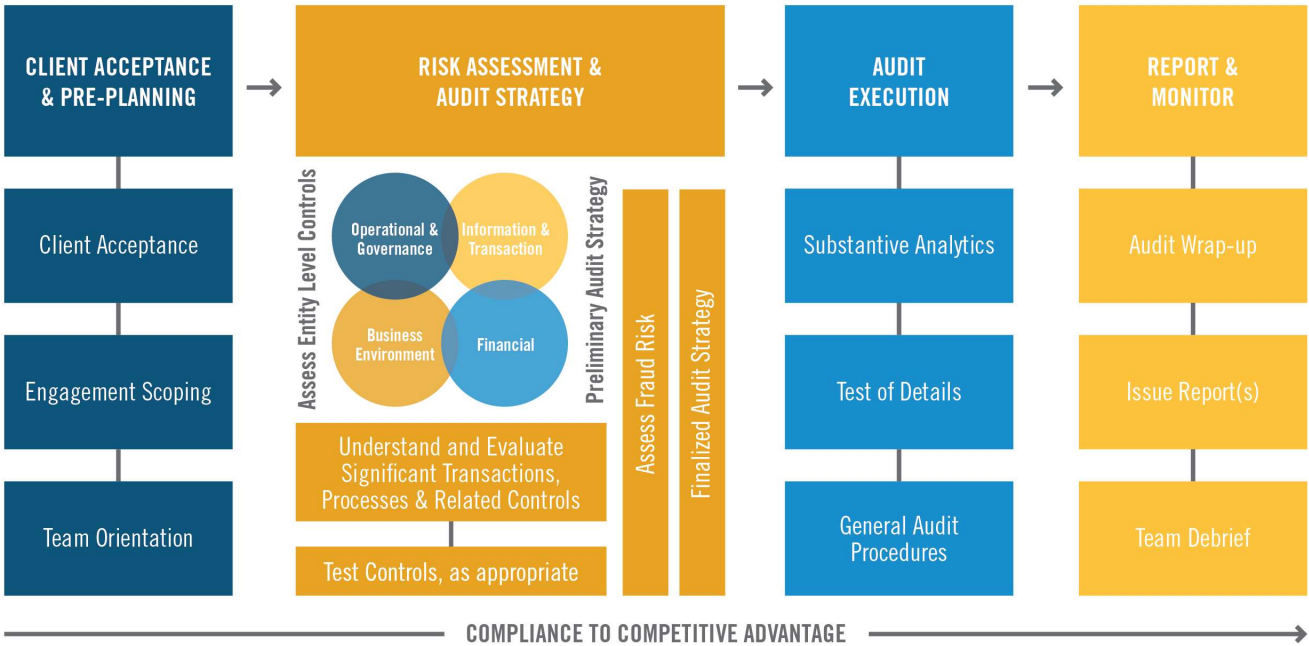 CLIENT ACCEPTANCE
& PRE-PLANNING
Client Acceptance
Engagement Scoping
Team Orientation
RISK ASSESSMENT &
AUDIT STRATEGY
Assess Entity Level Controls
Operational &
Governance
Information &
Transaction
Business
Environment
Financial
Preliminary Audit Strategy
Understand and Evaluate
Significant Transactions,
Processes & Related Controls
Test Controls, as appropriate
Assess Fraud Risk
Finalized Audit Strategy
AUDIT
EXECUTION
Substantive Analytics
Test of Details
General Audit
Procedures
REPORT &
MONITOR
Audit Wrap-up
Issue Report(s)
Team Debrief
COMPLIANCE TO COMPETITIVE ADVANTAGE